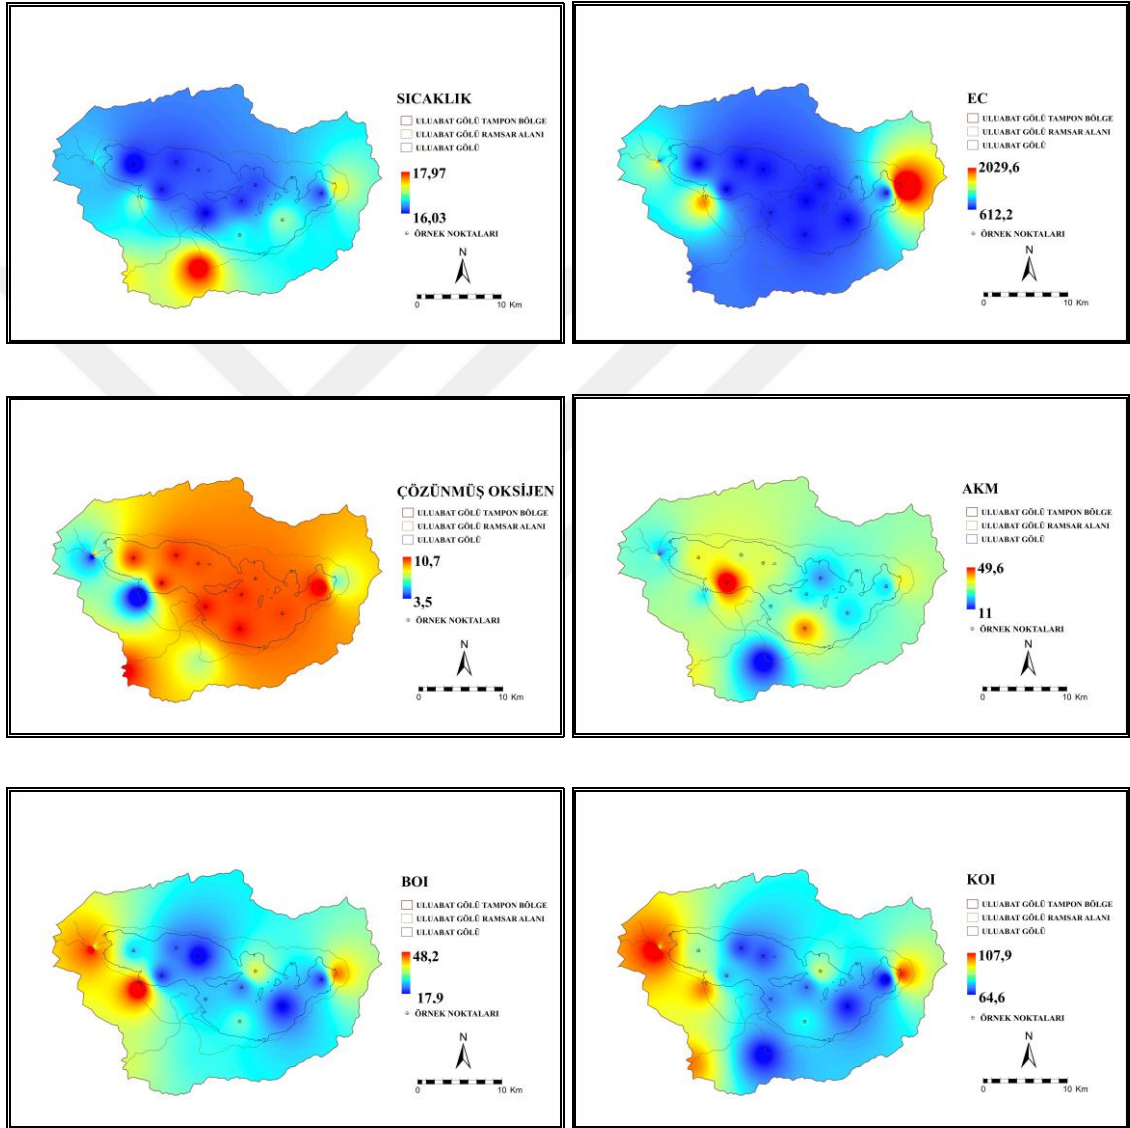 SICAKLIK
ULUABAT GÖLÜ TAMPON BÖLGE
ULUABAT GÖLÜ RAMSAR ALANI
ULUABAT GÖLÜ
17,97
16,03
ÖRNEK NOKTALARI
N
0 10 Km
EC
ULUABAT GÖLÜ TAMPON BÖLGE
ULUABAT GÖLÜ RAMSAR ALANI
ULUABAT GÖLÜ
2029,6
612,2
ÖRNEK NOKTALARI
N
0 10 Km
ÇÖZÜNMÜŞ OKSİJEN
ULUABAT GÖLÜ TAMPON BÖLGE
ULUABAT GÖLÜ RAMSAR ALANI
ULUABAT GÖLÜ
10,7
3,5
ÖRNEK NOKTALARI
N
0 10 Km
AKM
ULUABAT GÖLÜ TAMPON BÖLGE
ULUABAT GÖLÜ RAMSAR ALANI
ULUABAT GÖLÜ
49,6
11
ÖRNEK NOKTALARI
N
0 10 Km
BOI
ULUABAT GÖLÜ TAMPON BÖLGE
ULUABAT GÖLÜ RAMSAR ALANI
ULUABAT GÖLÜ
48,2
17,9
ÖRNEK NOKTALARI
N
0 10 Km
KOI
ULUABAT GÖLÜ TAMPON BÖLGE
ULUABAT GÖLÜ RAMSAR ALANI
ULUABAT GÖLÜ
107,9
64,6
ÖRNEK NOKTALARI
N
0 10 Km